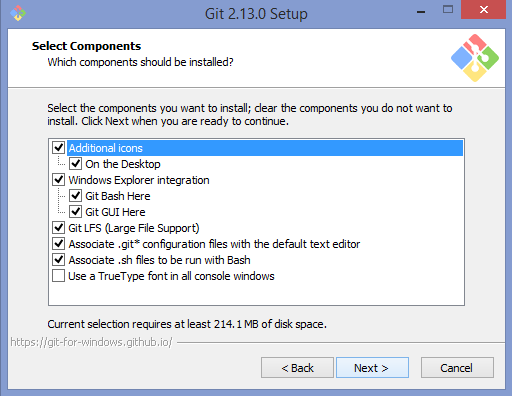 Git 2.13.0 Setup
Select Components
Which components should be installed?
Select the components you want to install; clear the components you do not want to
install. Click Next when you are ready to continue.
Additional icons
On the Desktop
Windows Explorer integration
Git Bash Here
Git GUI Here
Git LFS (Large File Support)
Associate .git* configuration files with the default text editor
Associate .sh files to be run with Bash
Use a TrueType font in all console windows
Current selection requires at least 214.1 MB of disk space.
https://git-for-windows.github.io/
< Back
Next >
Cancel